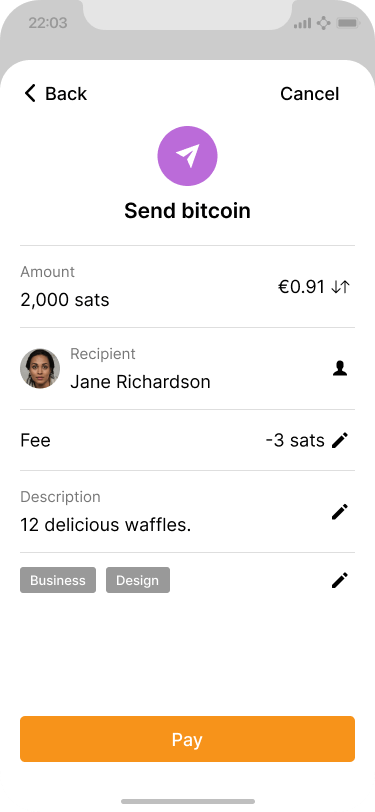 22:03
Back
Cancel
Send bitcoin
Amount
2,000 sats
€0.91
Recipient
Jane Richardson
Fee
-3 sats
Description
12 delicious waffles.
Business Design
Pay